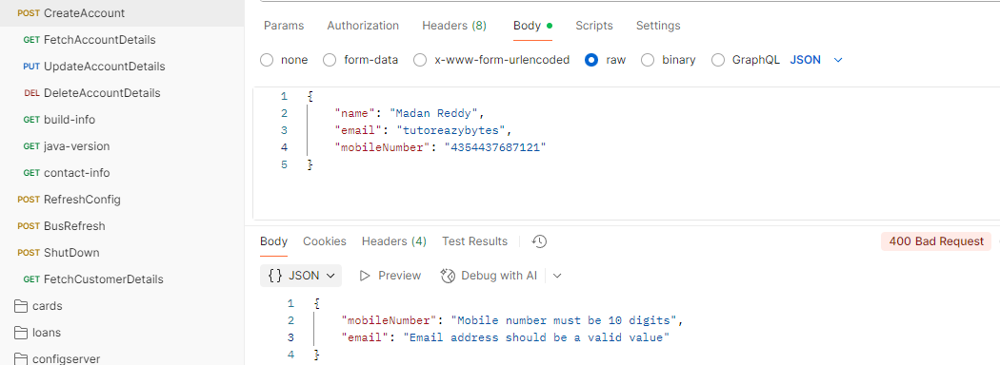 POST CreateAccount
GET FetchAccountDetails
PUT UpdateAccountDetails
DEL DeleteAccountDetails
GET build-info
GET java-version
GET contact-info
POST RefreshConfig
POST BusRefresh
POST ShutDown
GET FetchCustomerDetails
cards
loans
configserver
Params Authorization Headers (8) Body Scripts Settings
none form-data x-www-form-urlencoded raw binary GraphQL JSON
1 {
2 "name": "Madan Reddy",
3 "email": "tutoreazybytes",
4 "mobileNumber": "4354437687121"
5 }
Body Cookies Headers (4) Test Results 400 Bad Request
{} JSON Preview Debug with AI
1 {
2 "mobileNumber": "Mobile number must be 10 digits",
3 "email": "Email address should be a valid value"
4 }